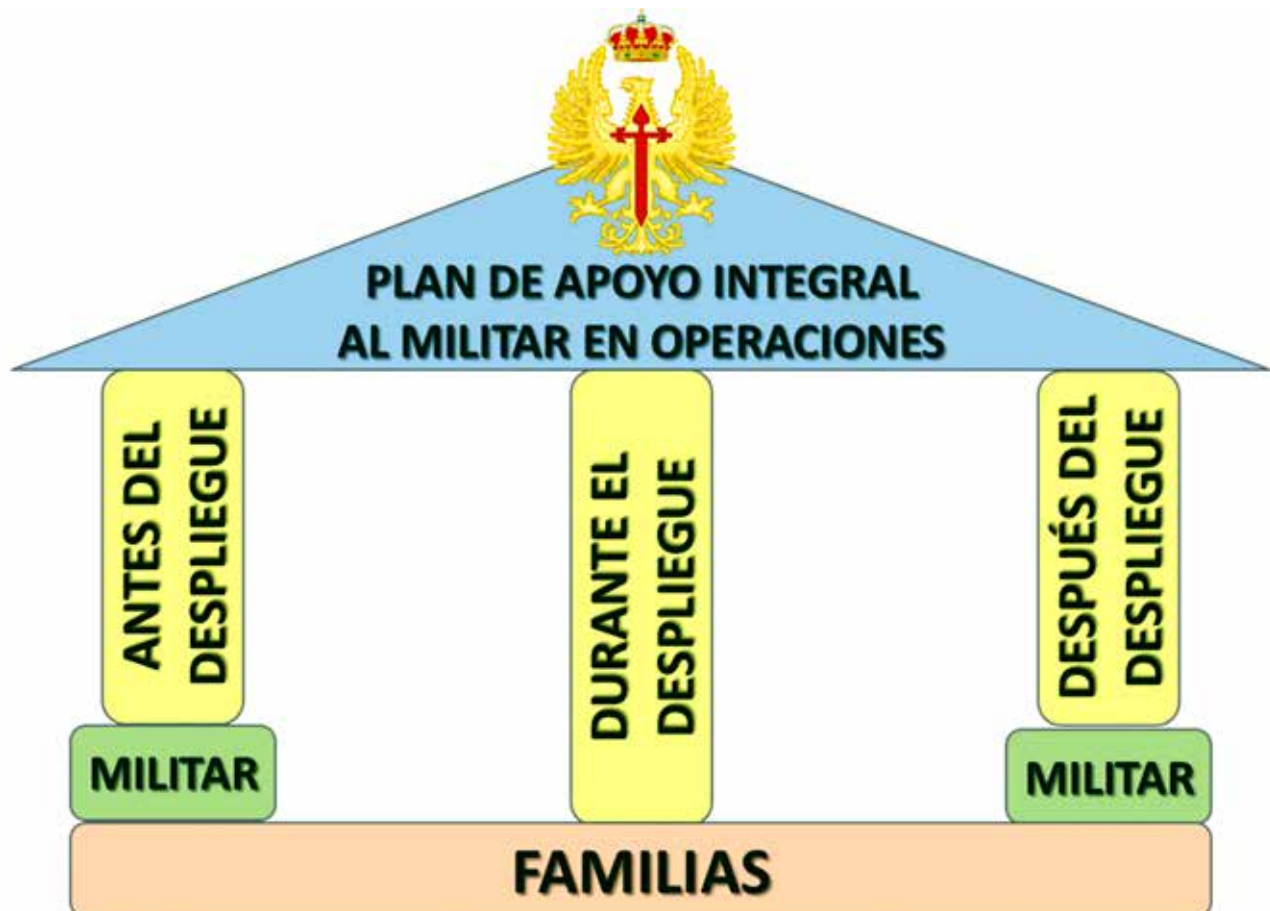 PLAN DE APOYO INTEGRAL
AL MILITAR EN OPERACIONES
ANTES DEL
DESPLIEGUE
DURANTE EL
DESPLIEGUE
DESPUÉS DEL
DESPLIEGUE
MILITAR
MILITAR
FAMILIAS